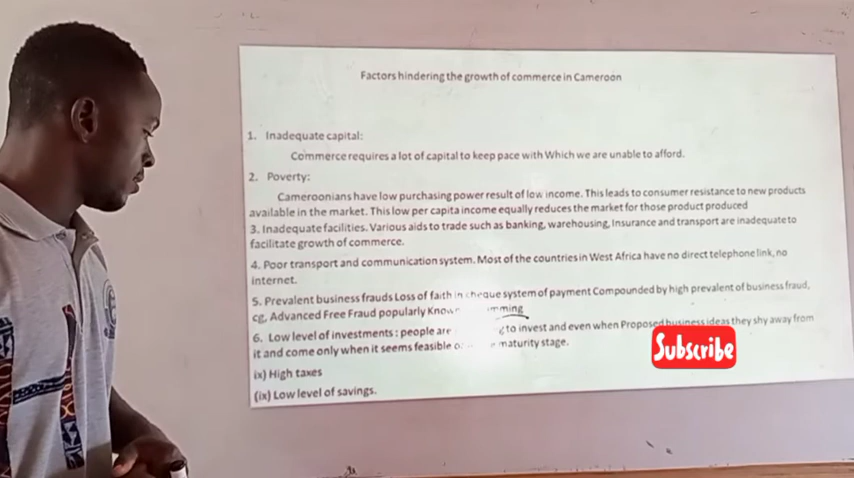 Factors hindering the growth of commerce in Cameroon
1. Inadequate capital:
Commerce requires a lot of capital to keep pace with Which we are unable to afford.
2. Poverty:
Cameroonians have low purchasing power result of low income. This leads to consumer resistance to new products
available in the market. This low per capita income equally reduces the market for those product produced
3. Inadequate facilities. Various aids to trade such as banking, warehousing, Insurance and transport are inadequate to
facilitate growth of commerce.
4. Poor transport and communication system. Most of the countries in West Africa have no direct telephone link, no
internet.
5. Prevalent business frauds Loss of faith in cheque system of payment Compounded by high prevalent of business fraud,
cg, Advanced Free Fraud popularly Known
6. Low level of investments : people are to invest and even when Proposed business ideas they shy away from
it and come only when it seems feasible maturity stage.
Subscribe
ix) High taxes
(ix) Low level of savings.